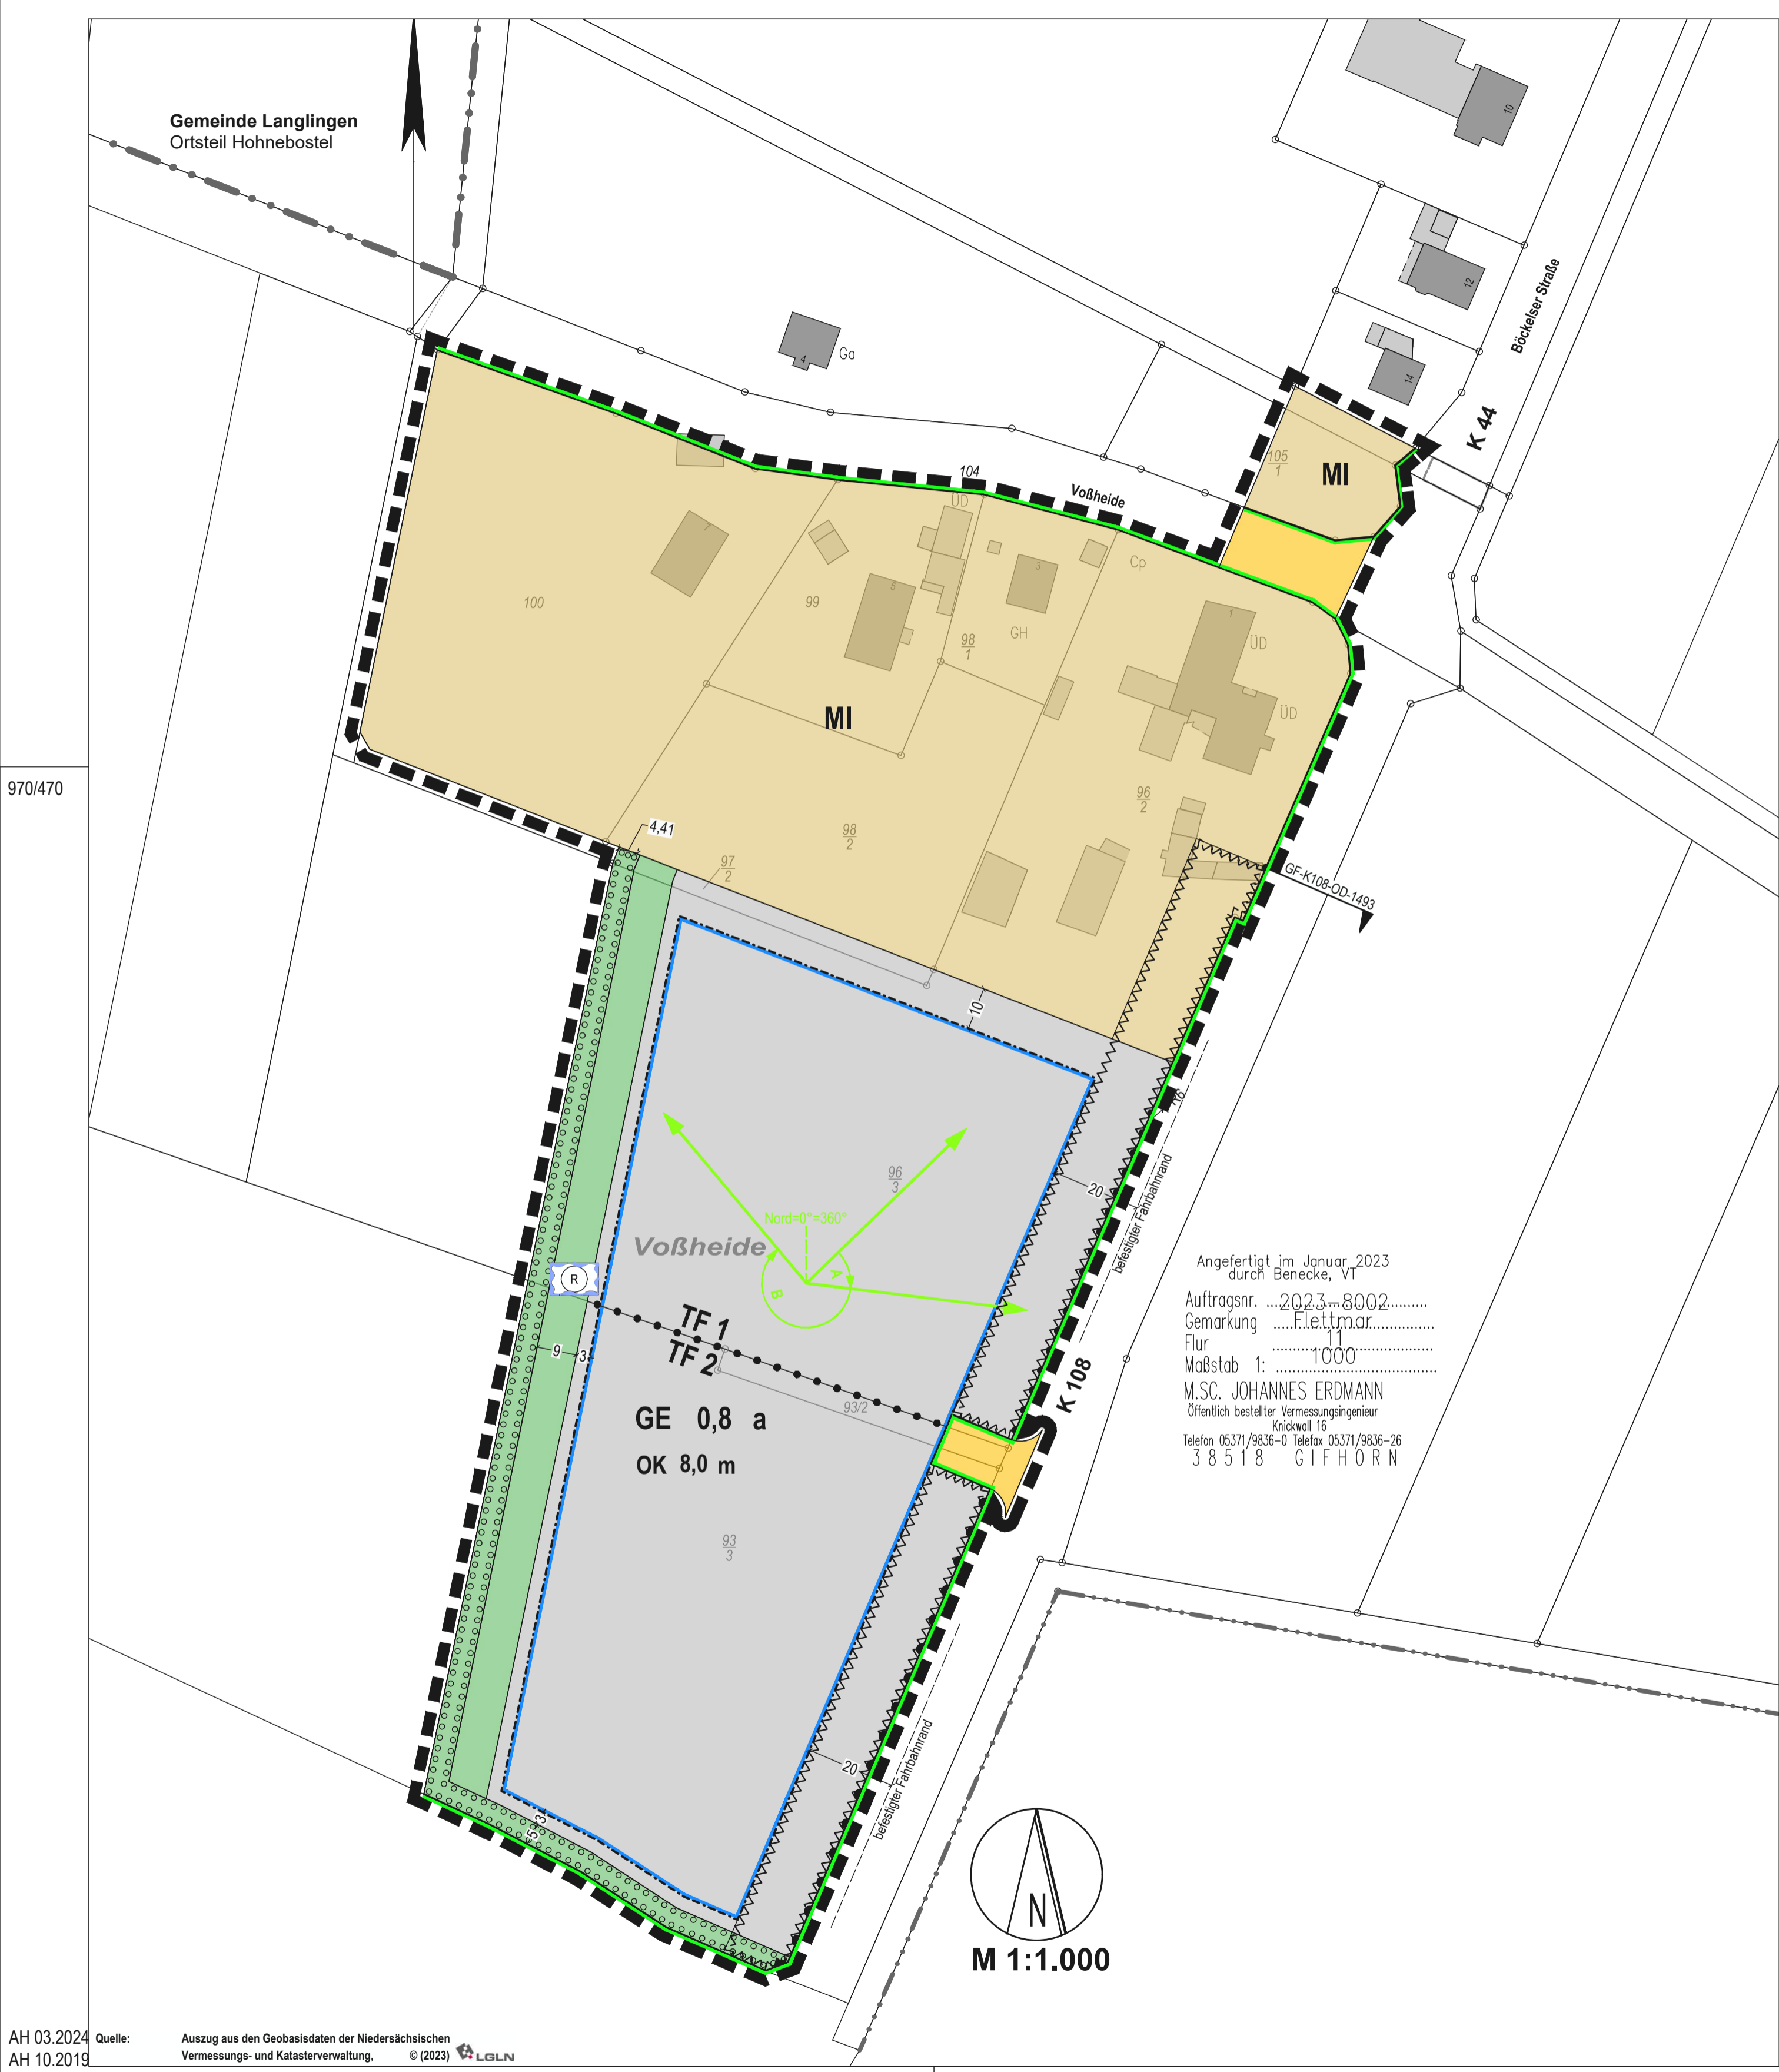 Gemeinde Langlingen
Ortsteil Hohnebostel
10
12
14
Böckelser Straße
K 44
4
Ga
105
1
MI
104
Voßheide
ÜD
Cp
7
5
3
1
100
99
98
1
GH
ÜD
ÜD
MI
970/470
96
2
98
2
4,41
97
2
GF-K108-OD-1493
10
96
3
20
befestigter Fahrbahnrand
Nord=0°=360°
Voßheide
A
B
R
TF 1
TF 2
9
3
93/2
K 108
GE 0,8 a
OK 8,0 m
93
3
Angefertigt im Januar 2023
durch Benecke, VT
Auftragsnr. 2023-8002
Gemarkung Flettmar
Flur 11
Maßstab 1: 1000
M.SC. JOHANNES ERDMANN
Öffentlich bestellter Vermessungsingenieur
Knickwall 16
Telefon 05371/9836-0 Telefax 05371/9836-26
38518 GIFHORN
20
befestigter Fahrbahnrand
3
5
N
M 1:1.000
AH 03.2024
AH 10.2019
Quelle: Auszug aus den Geobasisdaten der Niedersächsischen
Vermessungs- und Katasterverwaltung, © (2023) LGLN